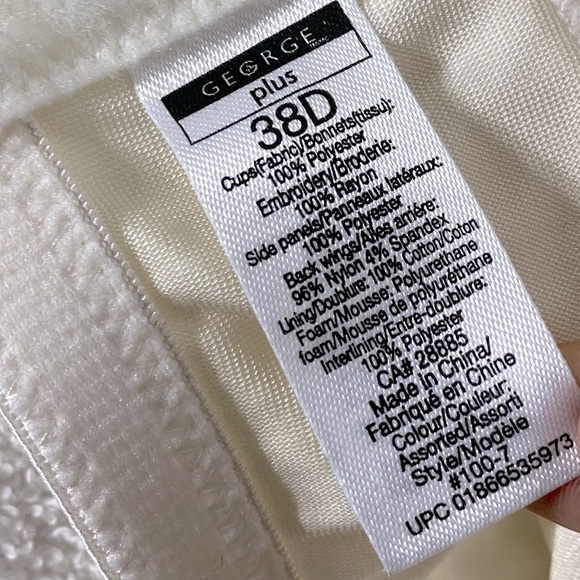 GEORGE
plus
38D
Cups(Fabric)/Bonnets(tissu):
100% Polyester
Embroidery/Broderie:
100% Rayon
Side panels/Panneaux latéraux:
100% Polyester
Back wings/Ailes arriére:
96% Nylon 4% Spandex
Lining/Doublure: 100% Cotton/Coton
Foam/Mousse: Polyurethane
foam/Mousse de polyuréthane
Interlining/Entre-doublure:
100% Polyester
CA# 28885
Made in China/
Fabriqué en Chine
Colour/Couleur:
Assorted/Assorti
Style/Modèle
#100-7
UPC 01866535973